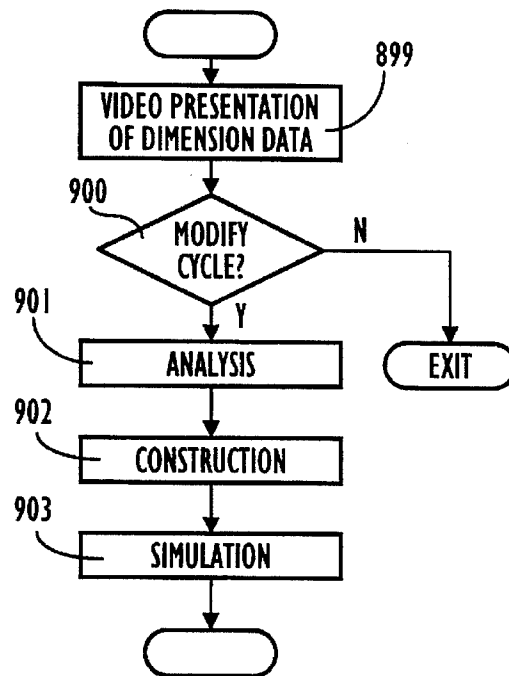 899
VIDEO PRESENTATION
OF DIMENSION DATA
900
MODIFY
CYCLE?
N
Y
EXIT
901
ANALYSIS
902
CONSTRUCTION
903
SIMULATION